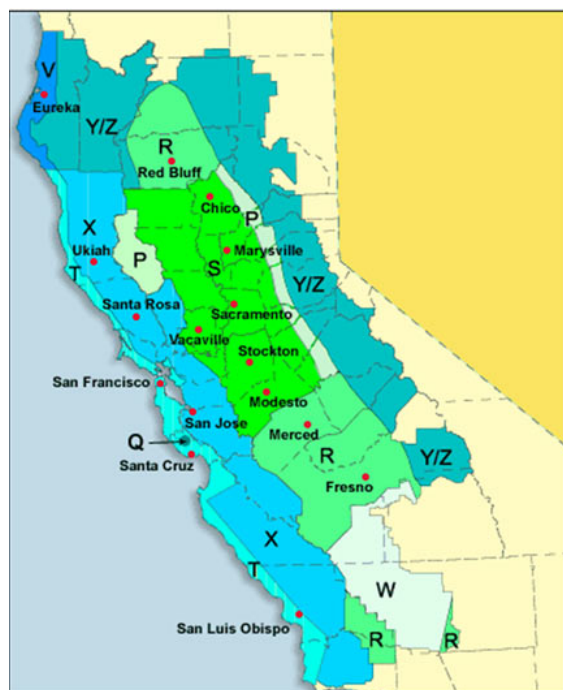 V
Eureka
Y/Z
R
Red Bluff
Chico
P
X
Marysville
Ukiah
P
S
T
Y/Z
Santa Rosa
Sacramento
Vacaville
Stockton
San Francisco
Modesto
San Jose
Merced
Q
R
Y/Z
Santa Cruz
Fresno
X
T
W
San Luis Obispo
R
R